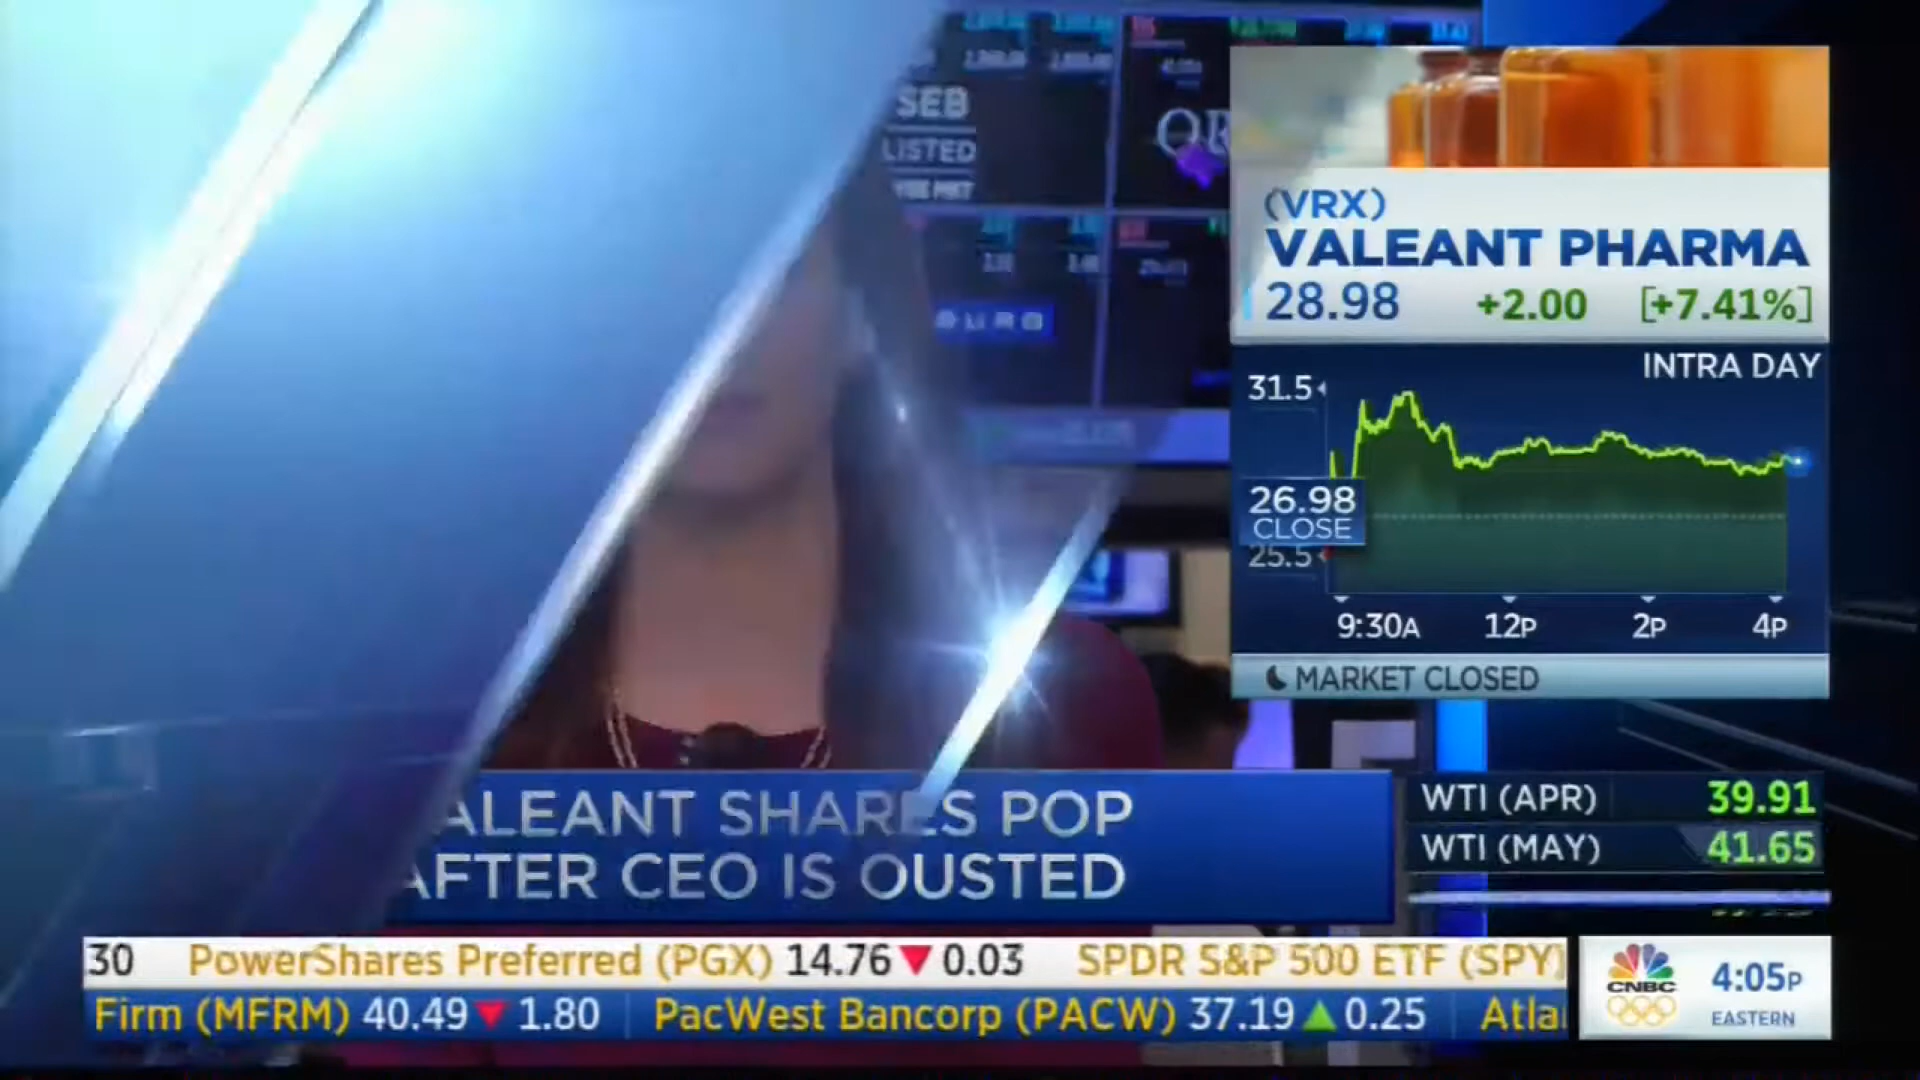 SEB
LISTED
(VRX)
VALEANT PHARMA
28.98 +2.00 [+7.41%]
INTRA DAY
31.5
26.98
CLOSE
25.5
9:30A 12P 2P 4P
MARKET CLOSED
ALEANT SHARES POP
AFTER CEO IS OUSTED
WTI (APR) 39.91
WTI (MAY) 41.65
30 PowerShares Preferred (PGX) 14.76 ▼ 0.03 SPDR S&P 500 ETF (SPY)
Firm (MFRM) 40.49 ▼ 1.80 PacWest Bancorp (PACW) 37.19 ▲ 0.25 Atla
CNBC
4:05P
EASTERN